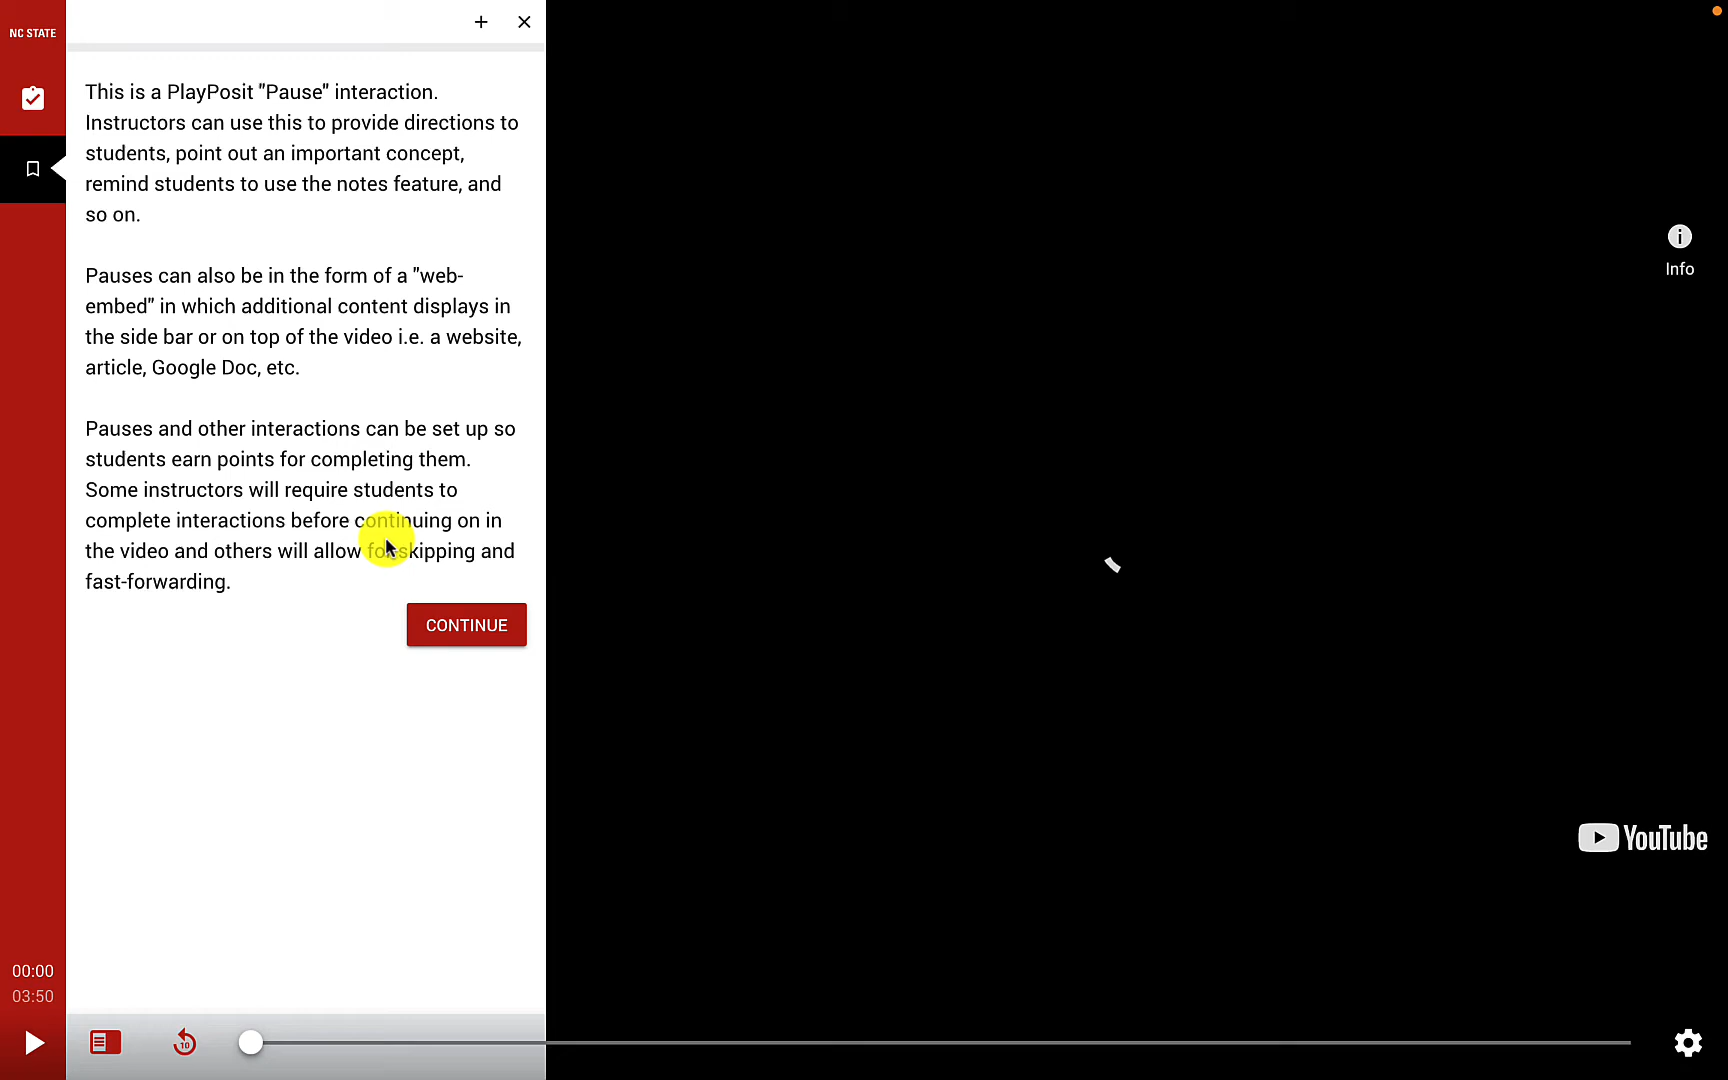 NC STATE
This is a PlayPosit "Pause" interaction.
Instructors can use this to provide directions to
students, point out an important concept,
remind students to use the notes feature, and
so on.
Pauses can also be in the form of a "web-
embed" in which additional content displays in
the side bar or on top of the video i.e. a website,
article, Google Doc, etc.
Pauses and other interactions can be set up so
students earn points for completing them.
Some instructors will require students to
complete interactions before continuing on in
the video and others will allow for skipping and
fast-forwarding.
CONTINUE
Info
YouTube
00:00
03:50
10